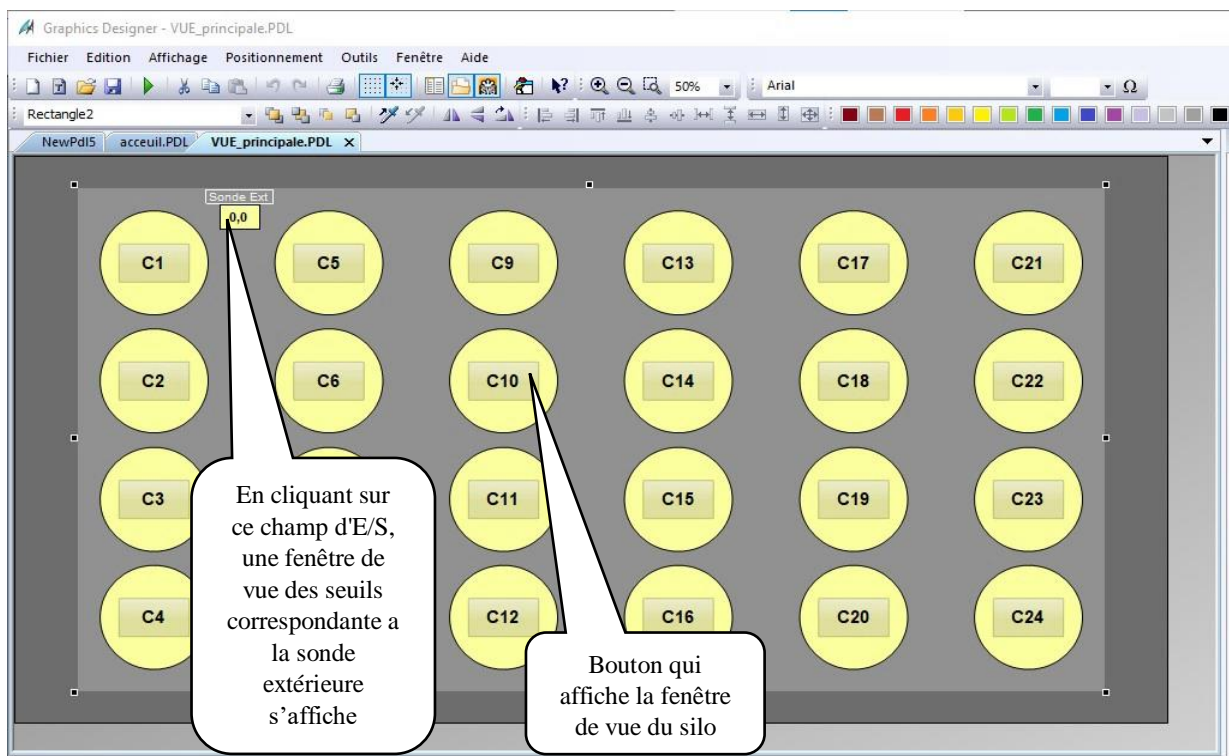 Graphics Designer - VUE_principale.PDL
Fichier Edition Affichage Positionnement Outils Fenêtre Aide
50% Arial Ω
Rectangle2
NewPdl5 acceuil.PDL VUE_principale.PDL X
Sonde Ext
0,0
C1 C5 C9 C13 C17 C21
C2 C6 C10 C14 C18 C22
C3 C11 C15 C19 C23
C4 C12 C16 C20 C24
En cliquant sur
ce champ d'E/S,
une fenêtre de
vue des seuils
correspondante a
la sonde
extérieure
s’affiche
Bouton qui
affiche la fenêtre
de vue du silo